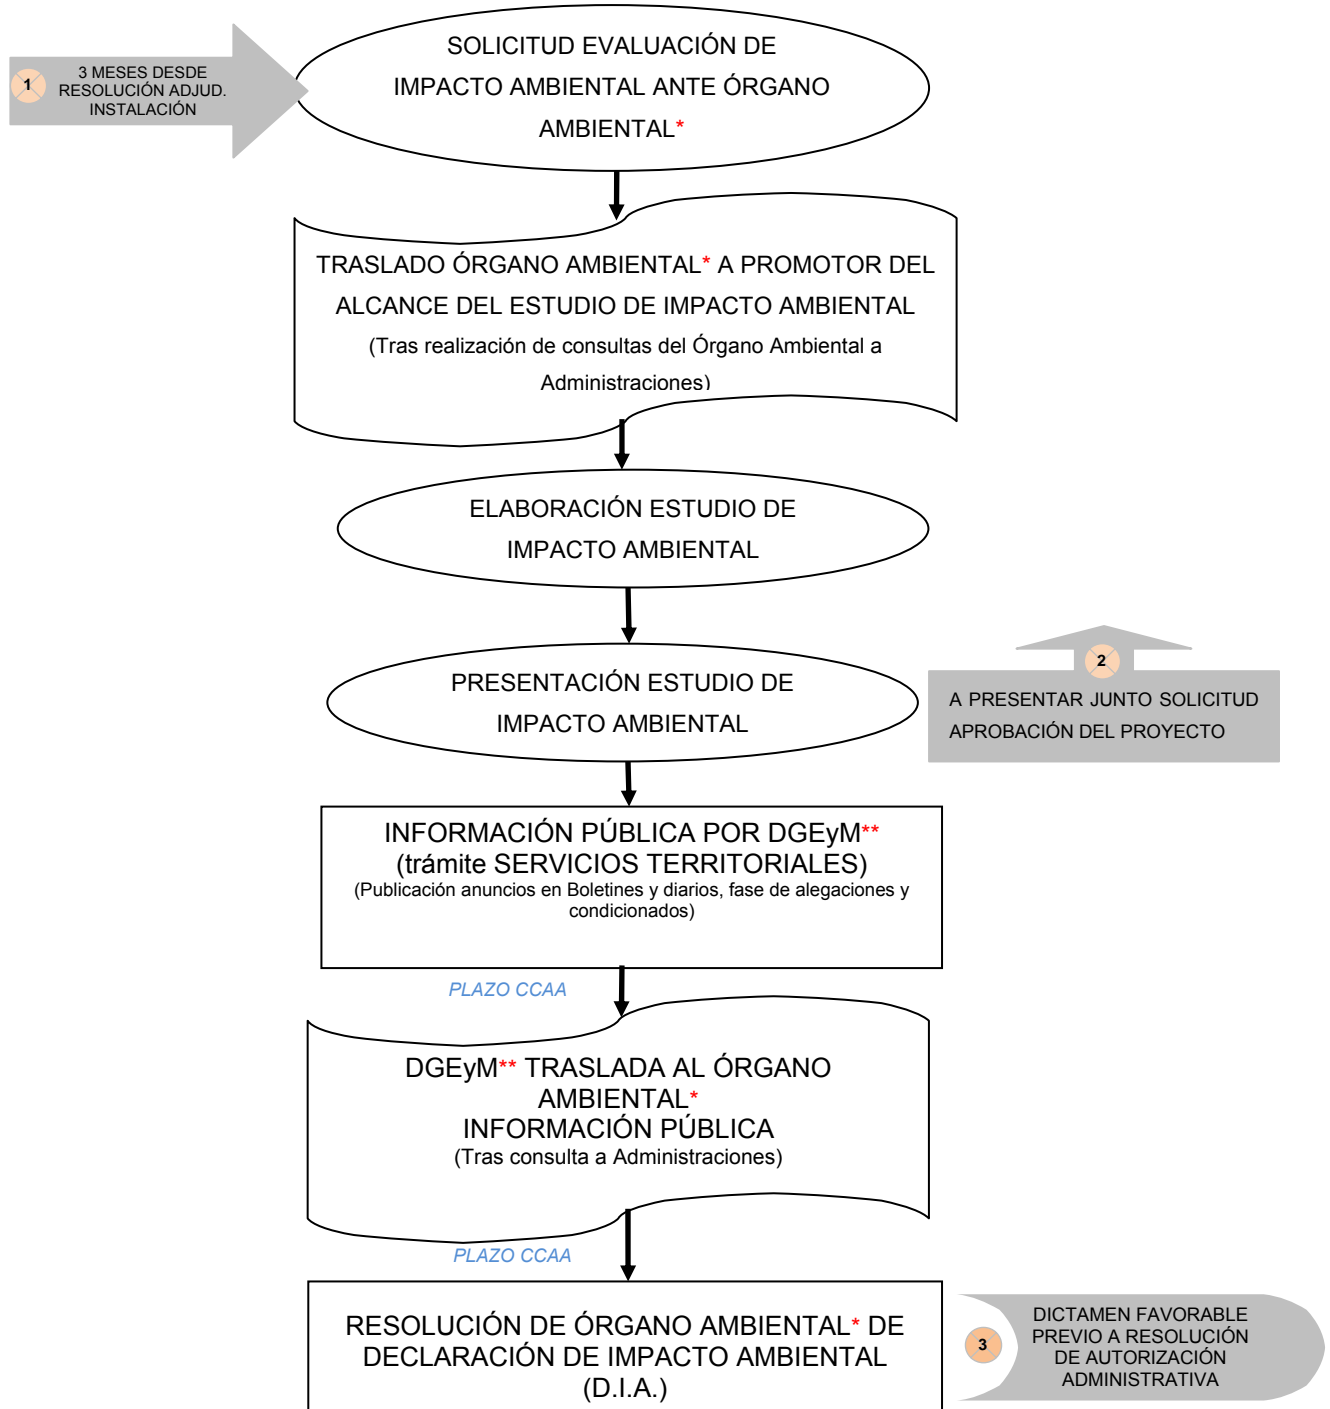 SOLICITUD EVALUACIÓN DE
IMPACTO AMBIENTAL ANTE ÓRGANO
AMBIENTAL*
1
3 MESES DESDE
RESOLUCIÓN ADJUD.
INSTALACIÓN
TRASLADO ÓRGANO AMBIENTAL* A PROMOTOR DEL
ALCANCE DEL ESTUDIO DE IMPACTO AMBIENTAL
(Tras realización de consultas del Órgano Ambiental a
Administraciones)
ELABORACIÓN ESTUDIO DE
IMPACTO AMBIENTAL
PRESENTACIÓN ESTUDIO DE
IMPACTO AMBIENTAL
2
A PRESENTAR JUNTO SOLICITUD
APROBACIÓN DEL PROYECTO
INFORMACIÓN PÚBLICA POR DGEyM**
(trámite SERVICIOS TERRITORIALES)
(Publicación anuncios en Boletines y diarios, fase de alegaciones y
condicionados)
PLAZO CCAA
DGEyM** TRASLADA AL ÓRGANO
AMBIENTAL*
INFORMACIÓN PÚBLICA
(Tras consulta a Administraciones)
PLAZO CCAA
RESOLUCIÓN DE ÓRGANO AMBIENTAL* DE
DECLARACIÓN DE IMPACTO AMBIENTAL
(D.I.A.)
3
DICTAMEN FAVORABLE
PREVIO A RESOLUCIÓN
DE AUTORIZACIÓN
ADMINISTRATIVA